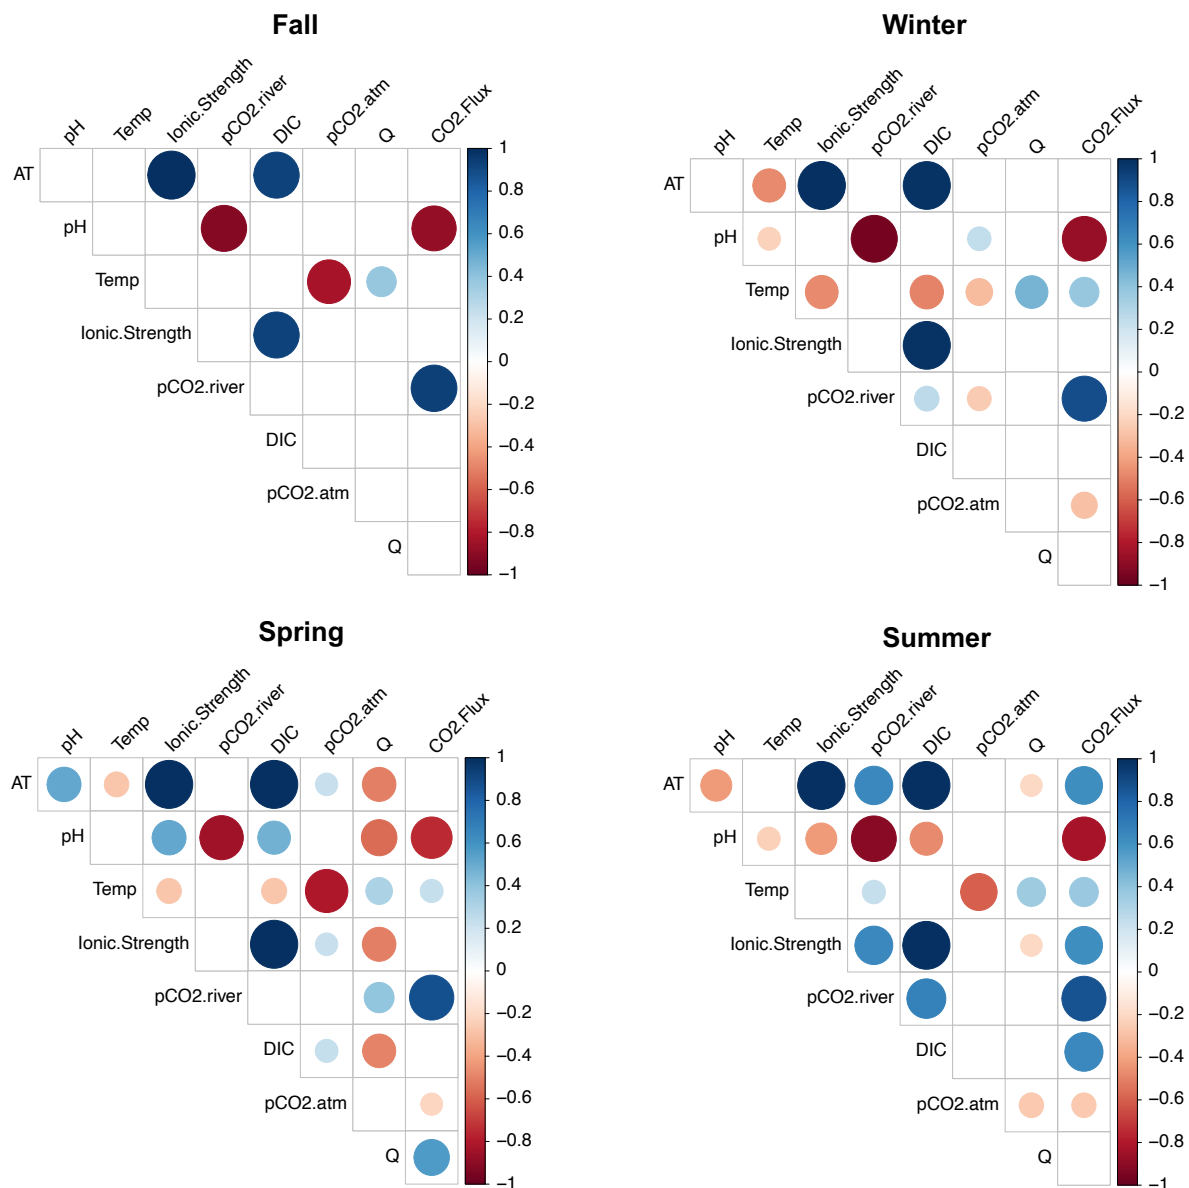 Fall
pH
Temp
Ionic.Strength
pCO2.river
DIC
pCO2.atm
Q
CO2.Flux
AT
pH
Temp
Ionic.Strength
pCO2.river
DIC
pCO2.atm
Q
1
0.8
0.6
0.4
0.2
0
−0.2
−0.4
−0.6
−0.8
−1
Winter
pH
Temp
Ionic.Strength
pCO2.river
DIC
pCO2.atm
Q
CO2.Flux
AT
pH
Temp
Ionic.Strength
pCO2.river
DIC
pCO2.atm
Q
1
0.8
0.6
0.4
0.2
0
−0.2
−0.4
−0.6
−0.8
−1
Spring
pH
Temp
Ionic.Strength
pCO2.river
DIC
pCO2.atm
Q
CO2.Flux
AT
pH
Temp
Ionic.Strength
pCO2.river
DIC
pCO2.atm
Q
1
0.8
0.6
0.4
0.2
0
−0.2
−0.4
−0.6
−0.8
−1
Summer
pH
Temp
Ionic.Strength
pCO2.river
DIC
pCO2.atm
Q
CO2.Flux
AT
pH
Temp
Ionic.Strength
pCO2.river
DIC
pCO2.atm
Q
1
0.8
0.6
0.4
0.2
0
−0.2
−0.4
−0.6
−0.8
−1